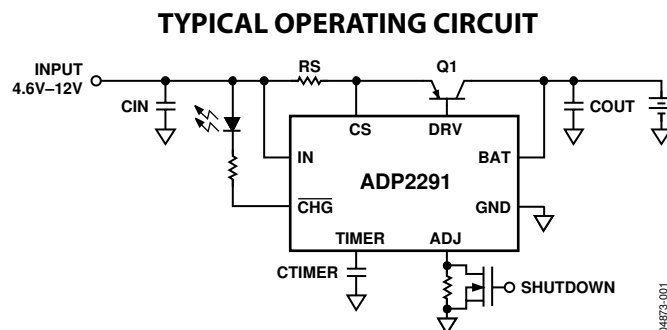 TYPICAL OPERATING CIRCUIT
INPUT
4.6V–12V
RS
Q1
CIN
COUT
CS
DRV
IN
BAT
ADP2291
CHG
GND
TIMER
ADJ
CTIMER
SHUTDOWN
04873-001